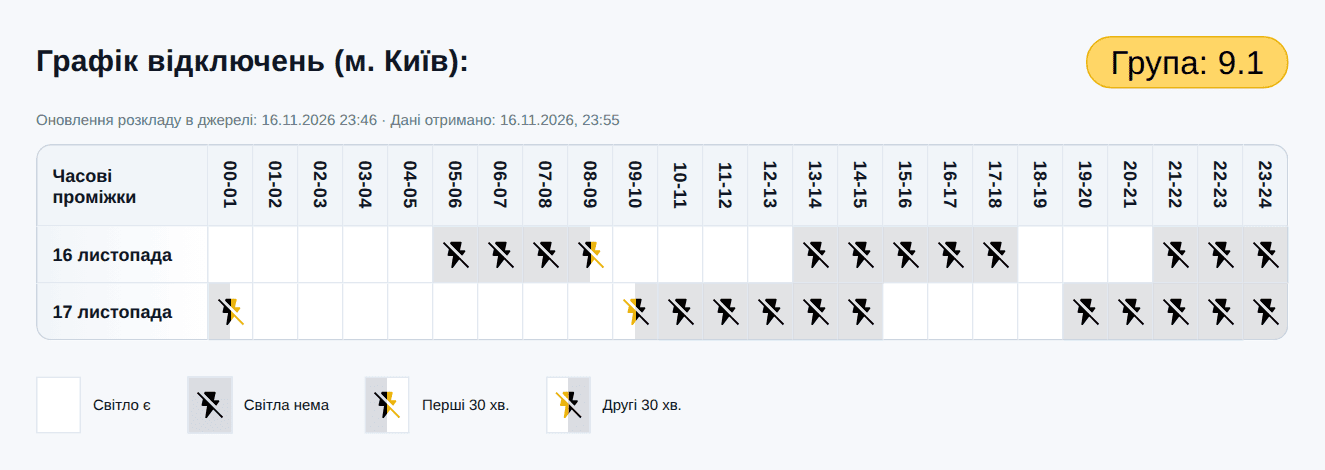 Графік відключень (м. Київ):
Група: 9.1
Оновлення розкладу в джерелі: 16.11.2026 23:46 · Дані отримано: 16.11.2026, 23:55
Часові проміжки 00-01 01-02 02-03 03-04 04-05 05-06 06-07 07-08 08-09 09-10 10-11 11-12 12-13 13-14 14-15 15-16 16-17 17-18 18-19 19-20 20-21 21-22 22-23 23-24
16 листопада
17 листопада
Світло є Світла нема Перші 30 хв. Другі 30 хв.